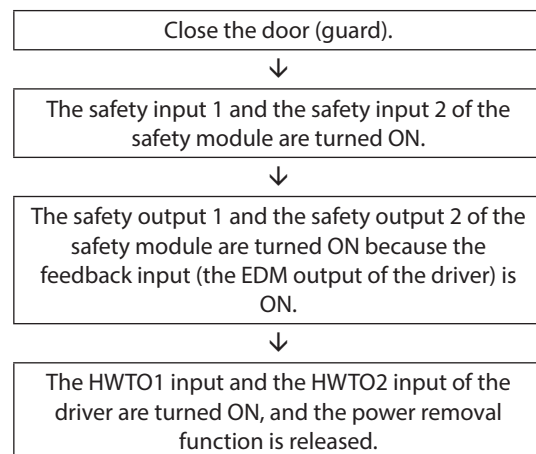 Close the door (guard).
↓
The safety input 1 and the safety input 2 of the
safety module are turned ON.
↓
The safety output 1 and the safety output 2 of the
safety module are turned ON because the
feedback input (the EDM output of the driver) is
ON.
↓
The HWTO1 input and the HWTO2 input of the
driver are turned ON, and the power removal
function is released.